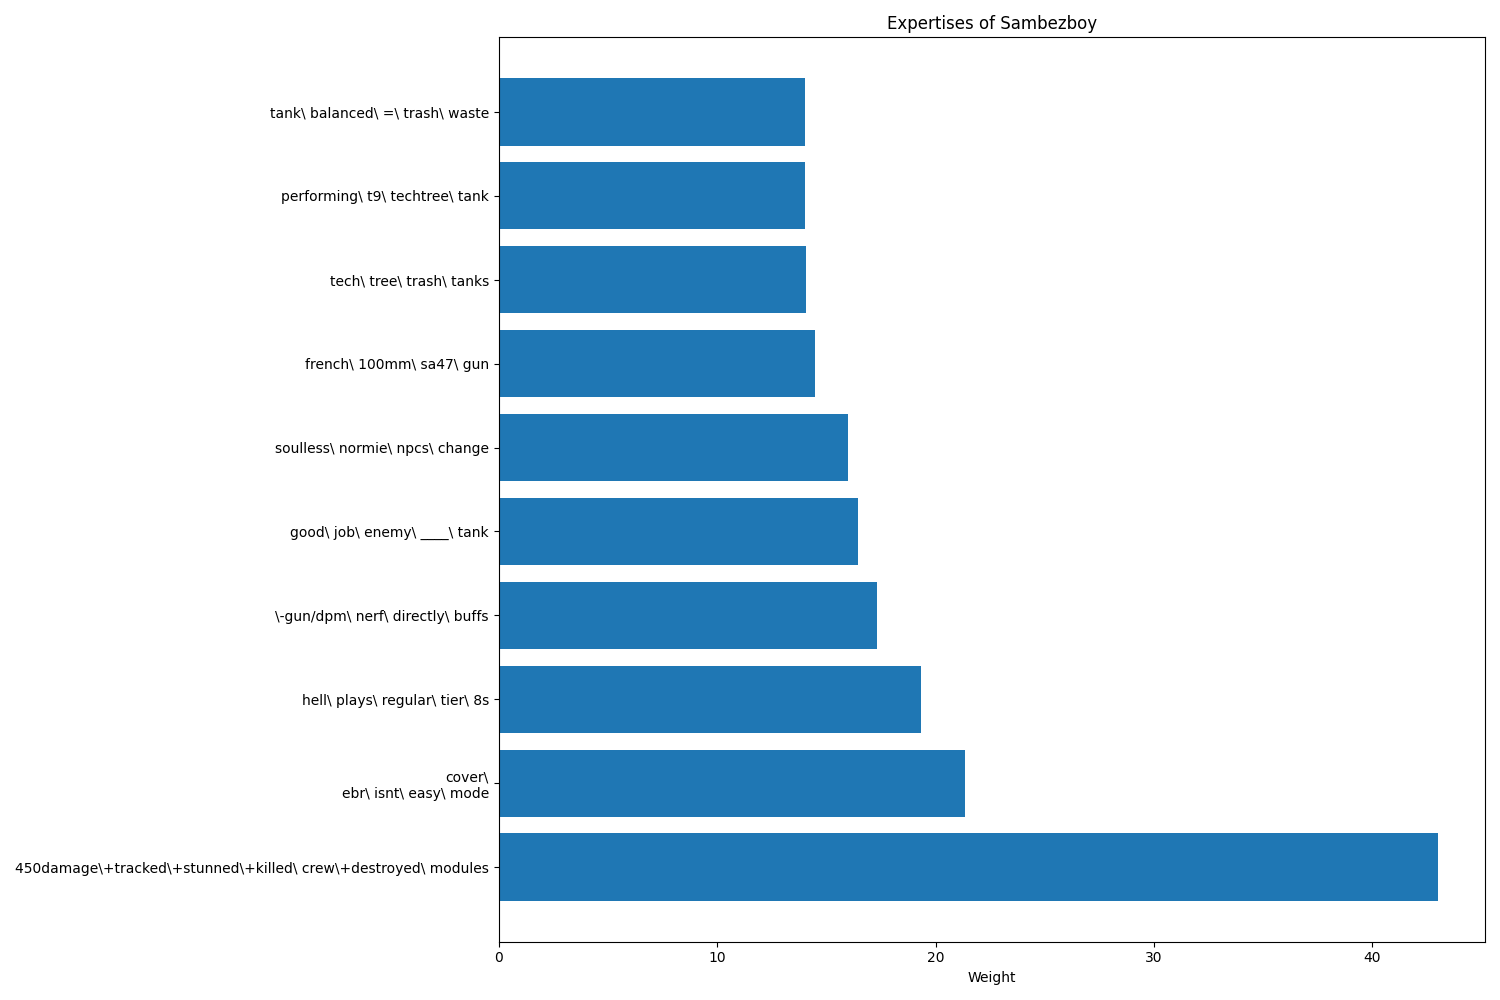 Expertises of Sambezboy
tank\ balanced\ =\ trash\ waste
performing\ t9\ techtree\ tank
tech\ tree\ trash\ tanks
french\ 100mm\ sa47\ gun
soulless\ normie\ npcs\ change
good\ job\ enemy\ ____\ tank
\-gun/dpm\ nerf\ directly\ buffs
hell\ plays\ regular\ tier\ 8s
cover\
ebr\ isnt\ easy\ mode
450damage\+tracked\+stunned\+killed\ crew\+destroyed\ modules
0 10 20 30 40
Weight